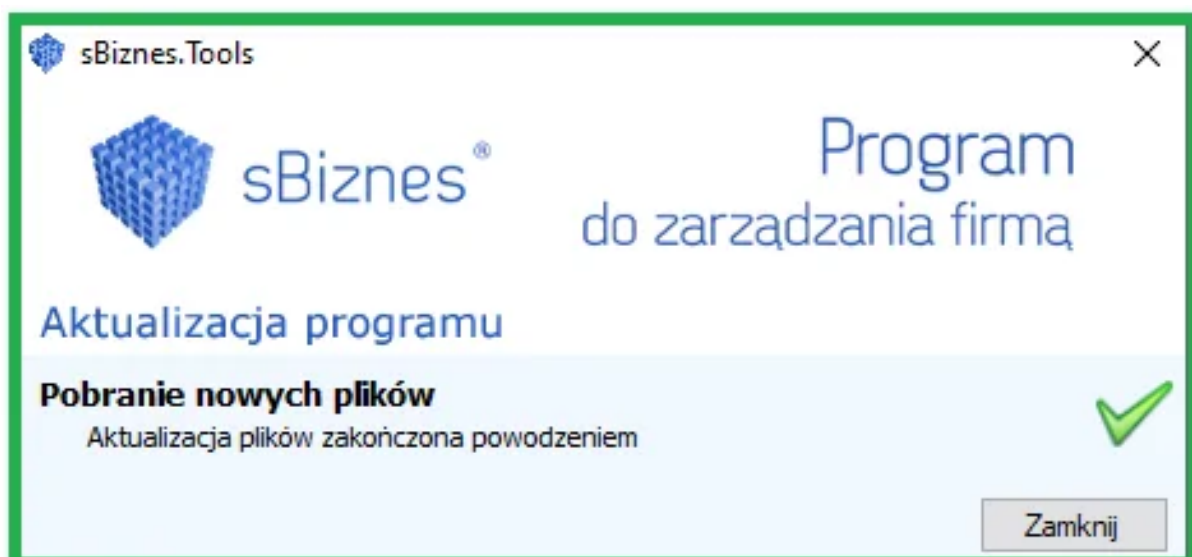 sBiznes.Tools
sBiznes®
Program
do zarządzania firmą
Aktualizacja programu
Pobranie nowych plików
Aktualizacja plików zakończona powodzeniem
Zamknij